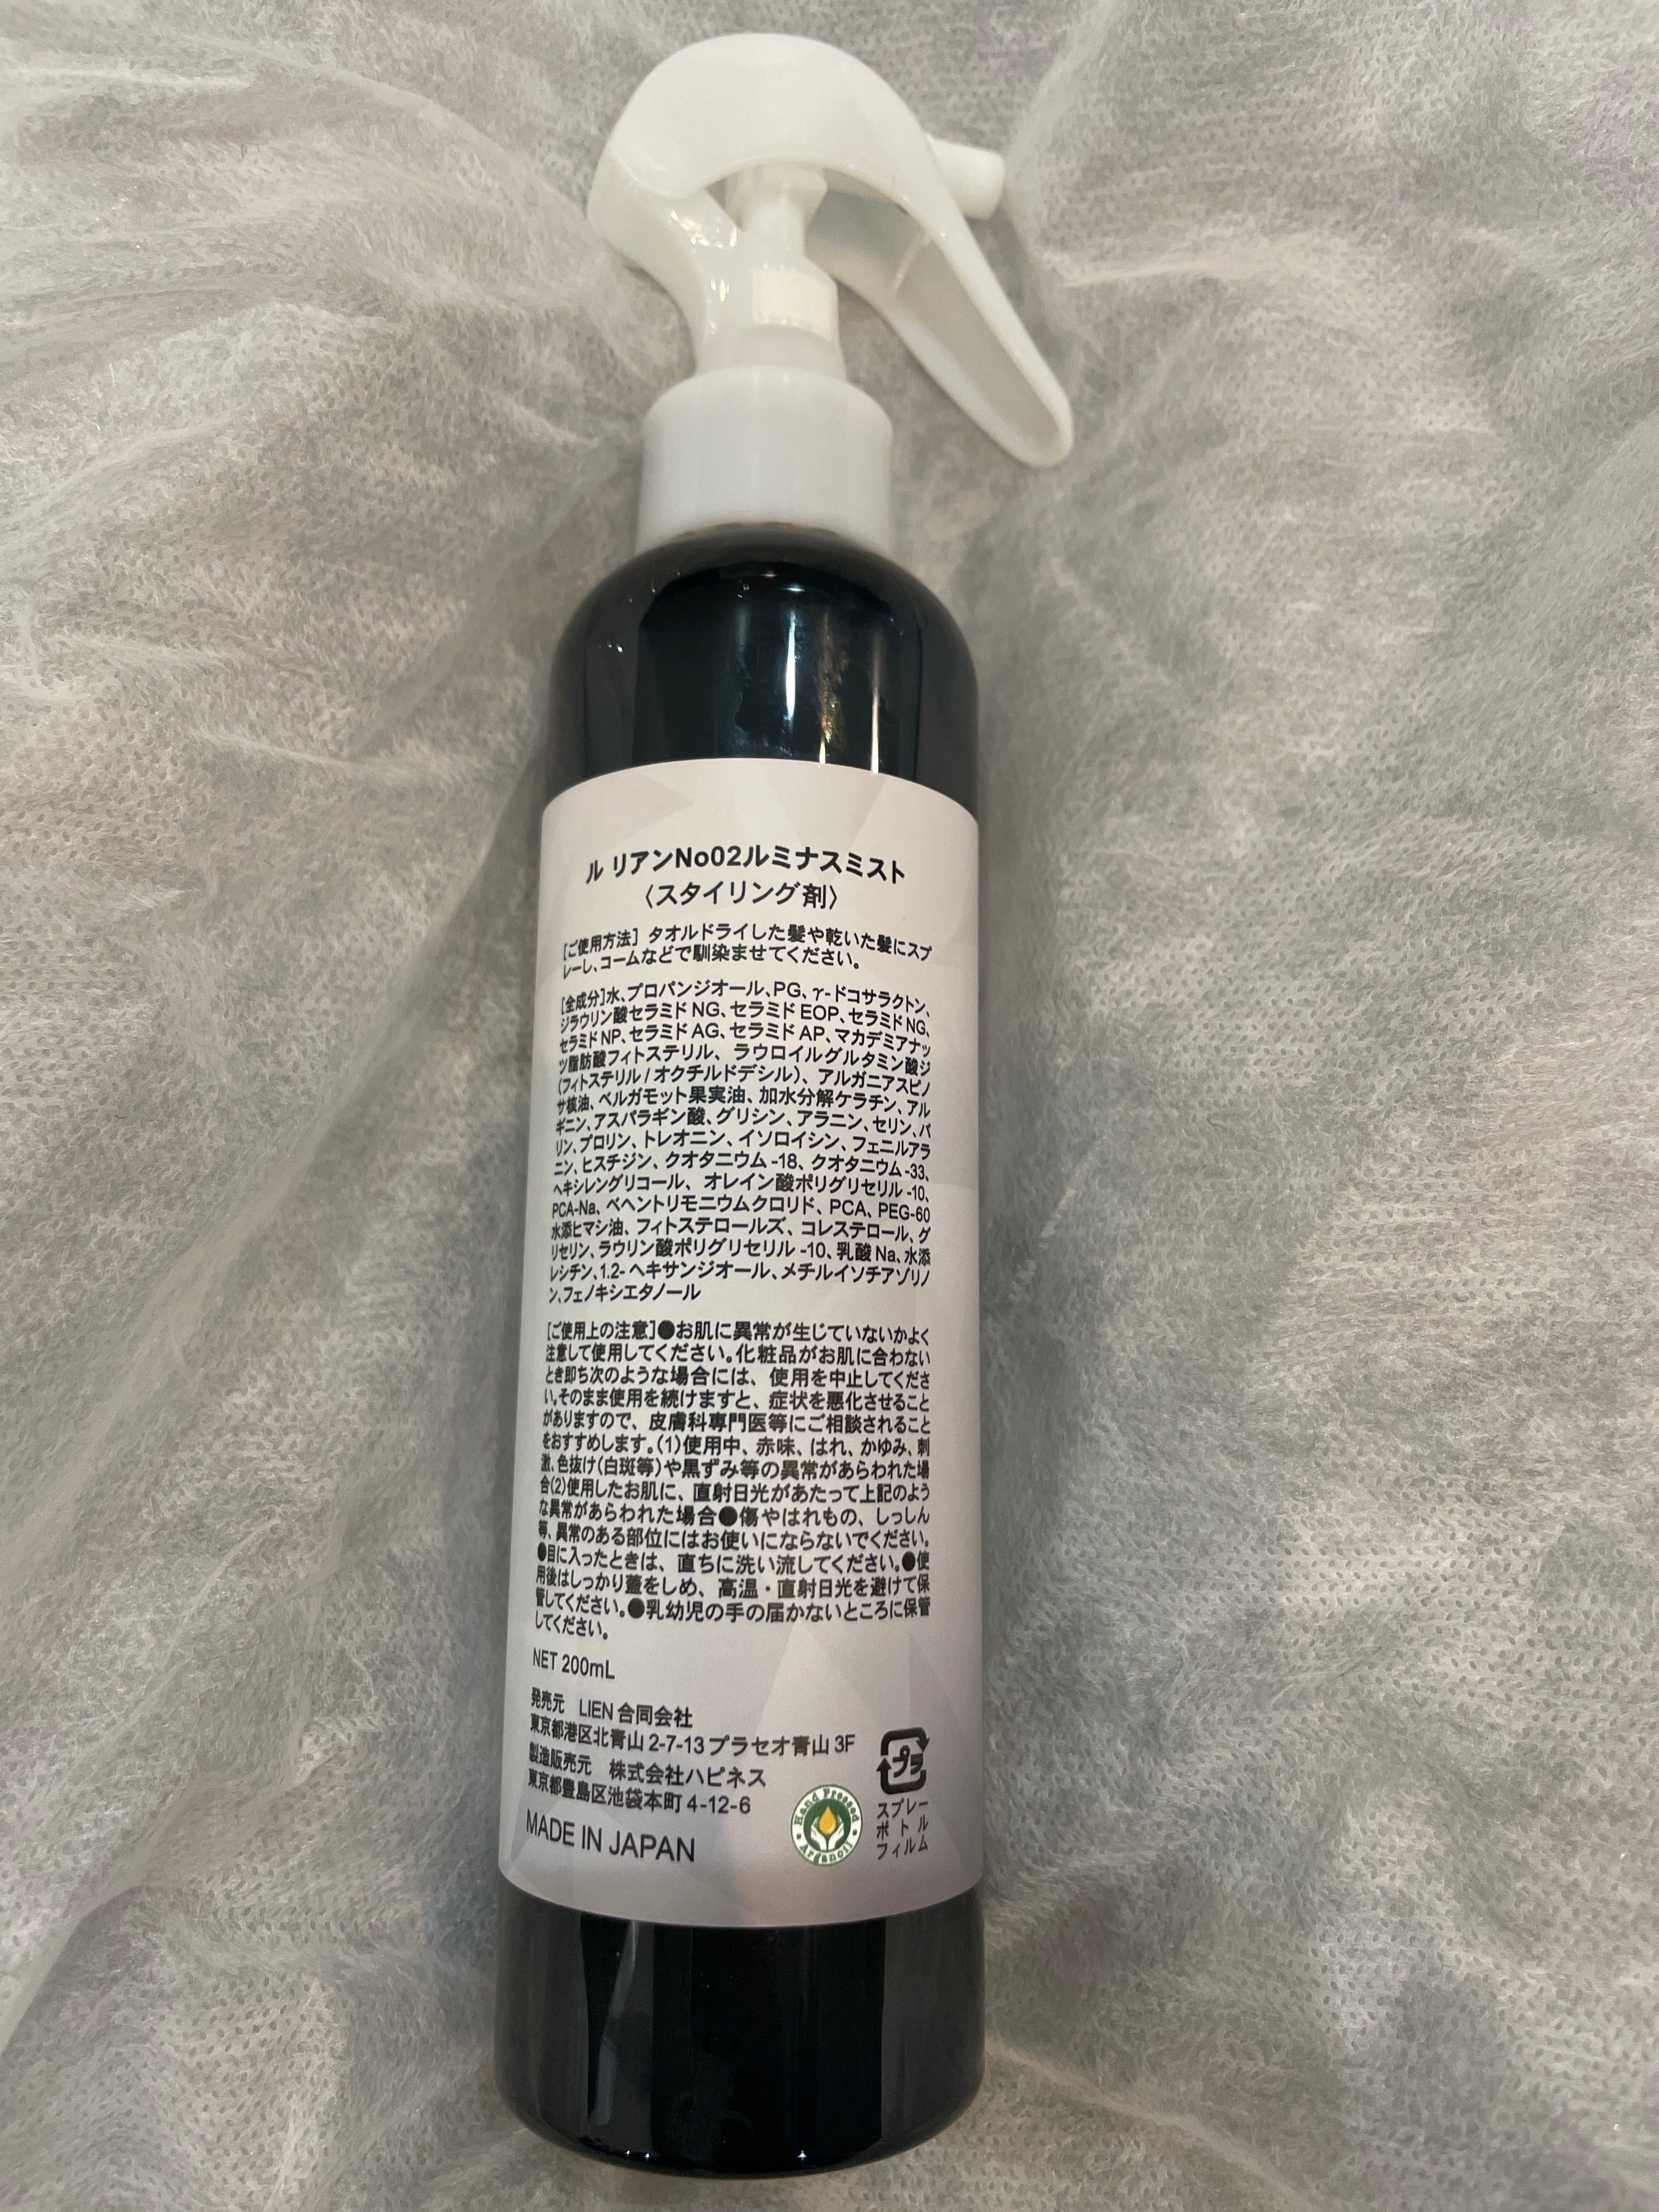 ル リアンNo02ルミナスミスト
〈スタイリング剤〉
[ご使用方法] タオルドライした髪や乾いた髪にスプ
レーし、コームなどで馴染ませてください。
[全成分]水、プロパンジオール、PG、γ-ドコサラクトン、
ジラウリン酸セラミド NG、セラミド EOP、セラミド NG、
セラミド NP、セラミド AG、セラミド AP、マカデミアナッ
ツ脂肪酸フィトステリル、 ラウロイルグルタミン酸ジ
(フィトステリル / オクチルドデシル)、 アルガニアスピノ
サ核油、ベルガモット果実油、加水分解ケラチン、アル
ギニン、アスパラギン酸、グリシン、アラニン、セリン、バ
リン、プロリン、トレオニン、イソロイシン、フェニルアラ
ニン、ヒスチジン、クオタニウム -18、クオタニウム -33、
ヘキシレングリコール、 オレイン酸ポリグリセリル -10、
PCA-Na、ベヘントリモニウムクロリド、PCA、PEG-60
水添ヒマシ油、フィトステロールズ、コレステロール、グ
リセリン、ラウリン酸ポリグリセリル -10、乳酸 Na、水添
レシチン、1.2- ヘキサンジオール、メチルイソチアゾリノ
ン、フェノキシエタノール
[ご使用上の注意]●お肌に異常が生じていないかよく
注意して使用してください。化粧品がお肌に合わない
とき即ち次のような場合には、使用を中止してくださ
い。そのまま使用を続けますと、症状を悪化させること
がありますので、皮膚科専門医等にご相談されること
をおすすめします。(1)使用中、赤味、はれ、かゆみ、刺
激、色抜け(白斑等)や黒ずみ等の異常があらわれた場
合(2)使用したお肌に、直射日光があたって上記のよう
な異常があらわれた場合●傷やはれもの、しっしん
等、異常のある部位にはお使いにならないでください。
●目に入ったときは、直ちに洗い流してください。●使
用後はしっかり蓋をしめ、高温・直射日光を避けて保
管してください。●乳幼児の手の届かないところに保管
してください。
NET 200mL
発売元 LIEN 合同会社
東京都港区北青山 2-7-13 プラセオ青山 3F
製造販売元 株式会社ハピネス
東京都豊島区池袋本町 4-12-6
MADE IN JAPAN
Hand Pressed
Arganoil
プラ
スプレー
ボトル
フィルム